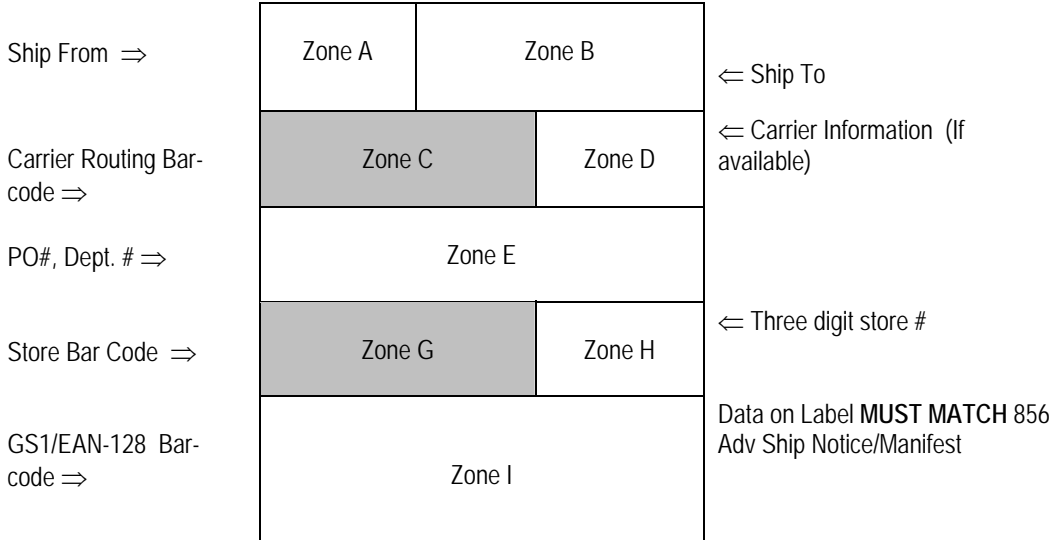 Ship From ⇒
Zone A
Zone B
⇐ Ship To
Carrier Routing Bar-
code ⇒
Zone C
Zone D
⇐ Carrier Information (If
available)
PO#, Dept. # ⇒
Zone E
Store Bar Code ⇒
Zone G
Zone H
⇐ Three digit store #
GS1/EAN-128 Bar-
code ⇒
Zone I
Data on Label MUST MATCH 856
Adv Ship Notice/Manifest